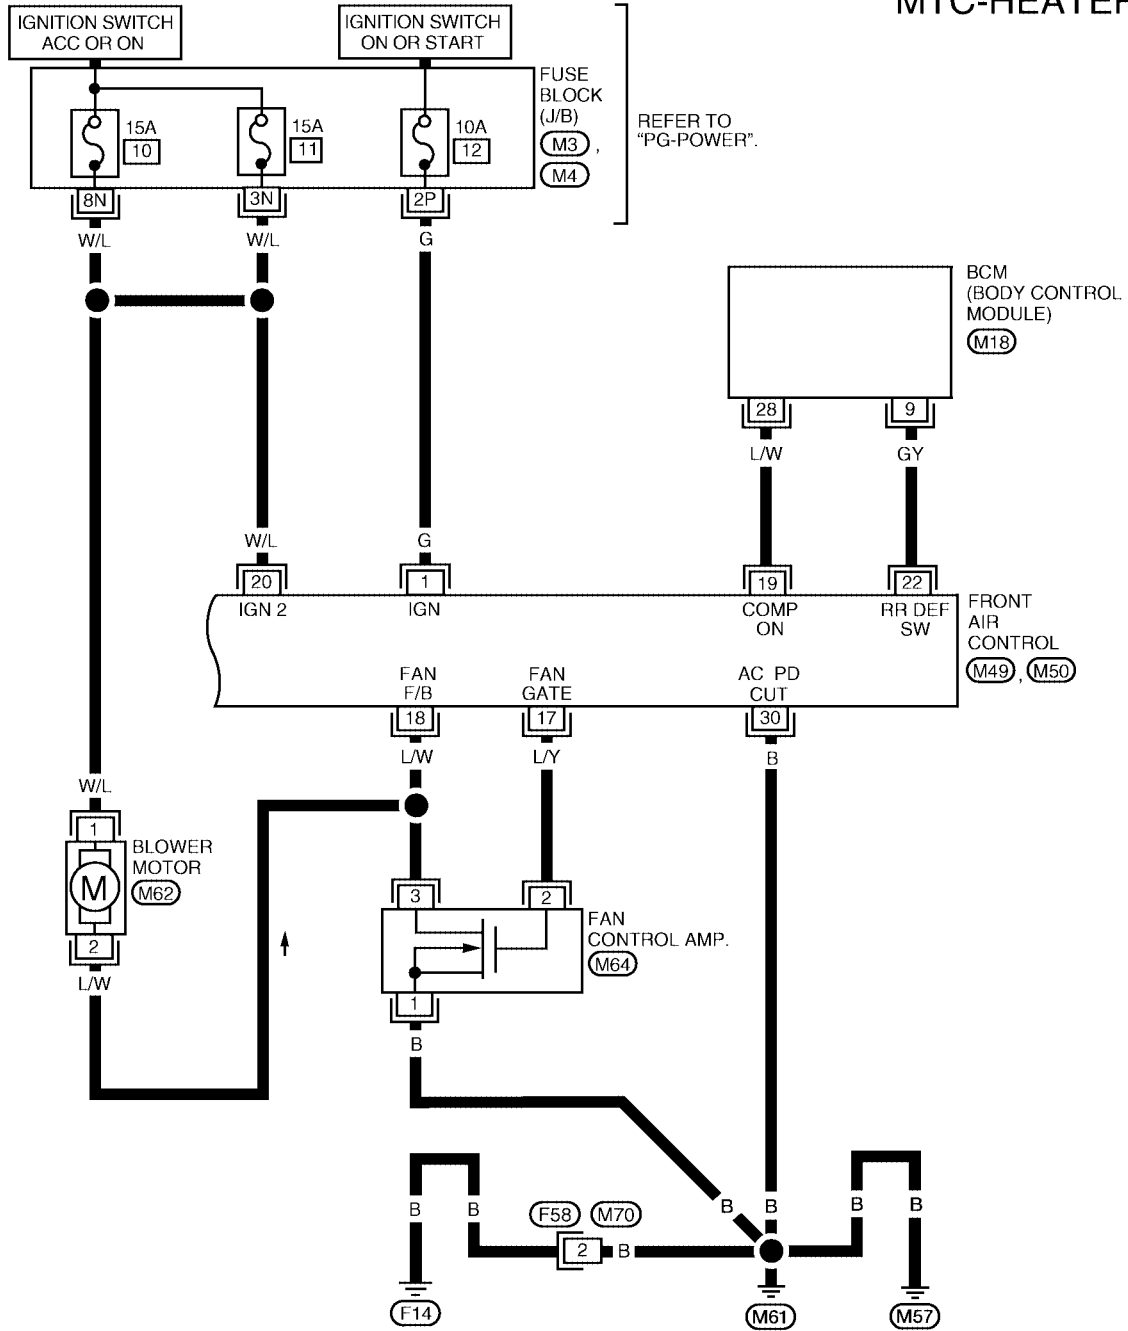 MTC-HEATER
IGNITION SWITCH
ACC OR ON
IGNITION SWITCH
ON OR START
FUSE
BLOCK
(J/B)
M3 ,
M4
REFER TO
"PG-POWER".
15A
10
15A
11
10A
12
8N
3N
2P
W/L
W/L
G
BCM
(BODY CONTROL
MODULE)
M18
28
9
L/W
GY
W/L
G
20
1
19
22
IGN 2
IGN
COMP
ON
RR DEF
SW
FRONT
AIR
CONTROL
M49 , M50
FAN
F/B
FAN
GATE
AC PD
CUT
18
17
30
L/W
L/Y
B
W/L
1
BLOWER
MOTOR
M62
M
2
L/W
3
2
FAN
CONTROL AMP.
M64
1
B
B
B
F58
M70
B
B
B
B
2
B
F14
M61
M57